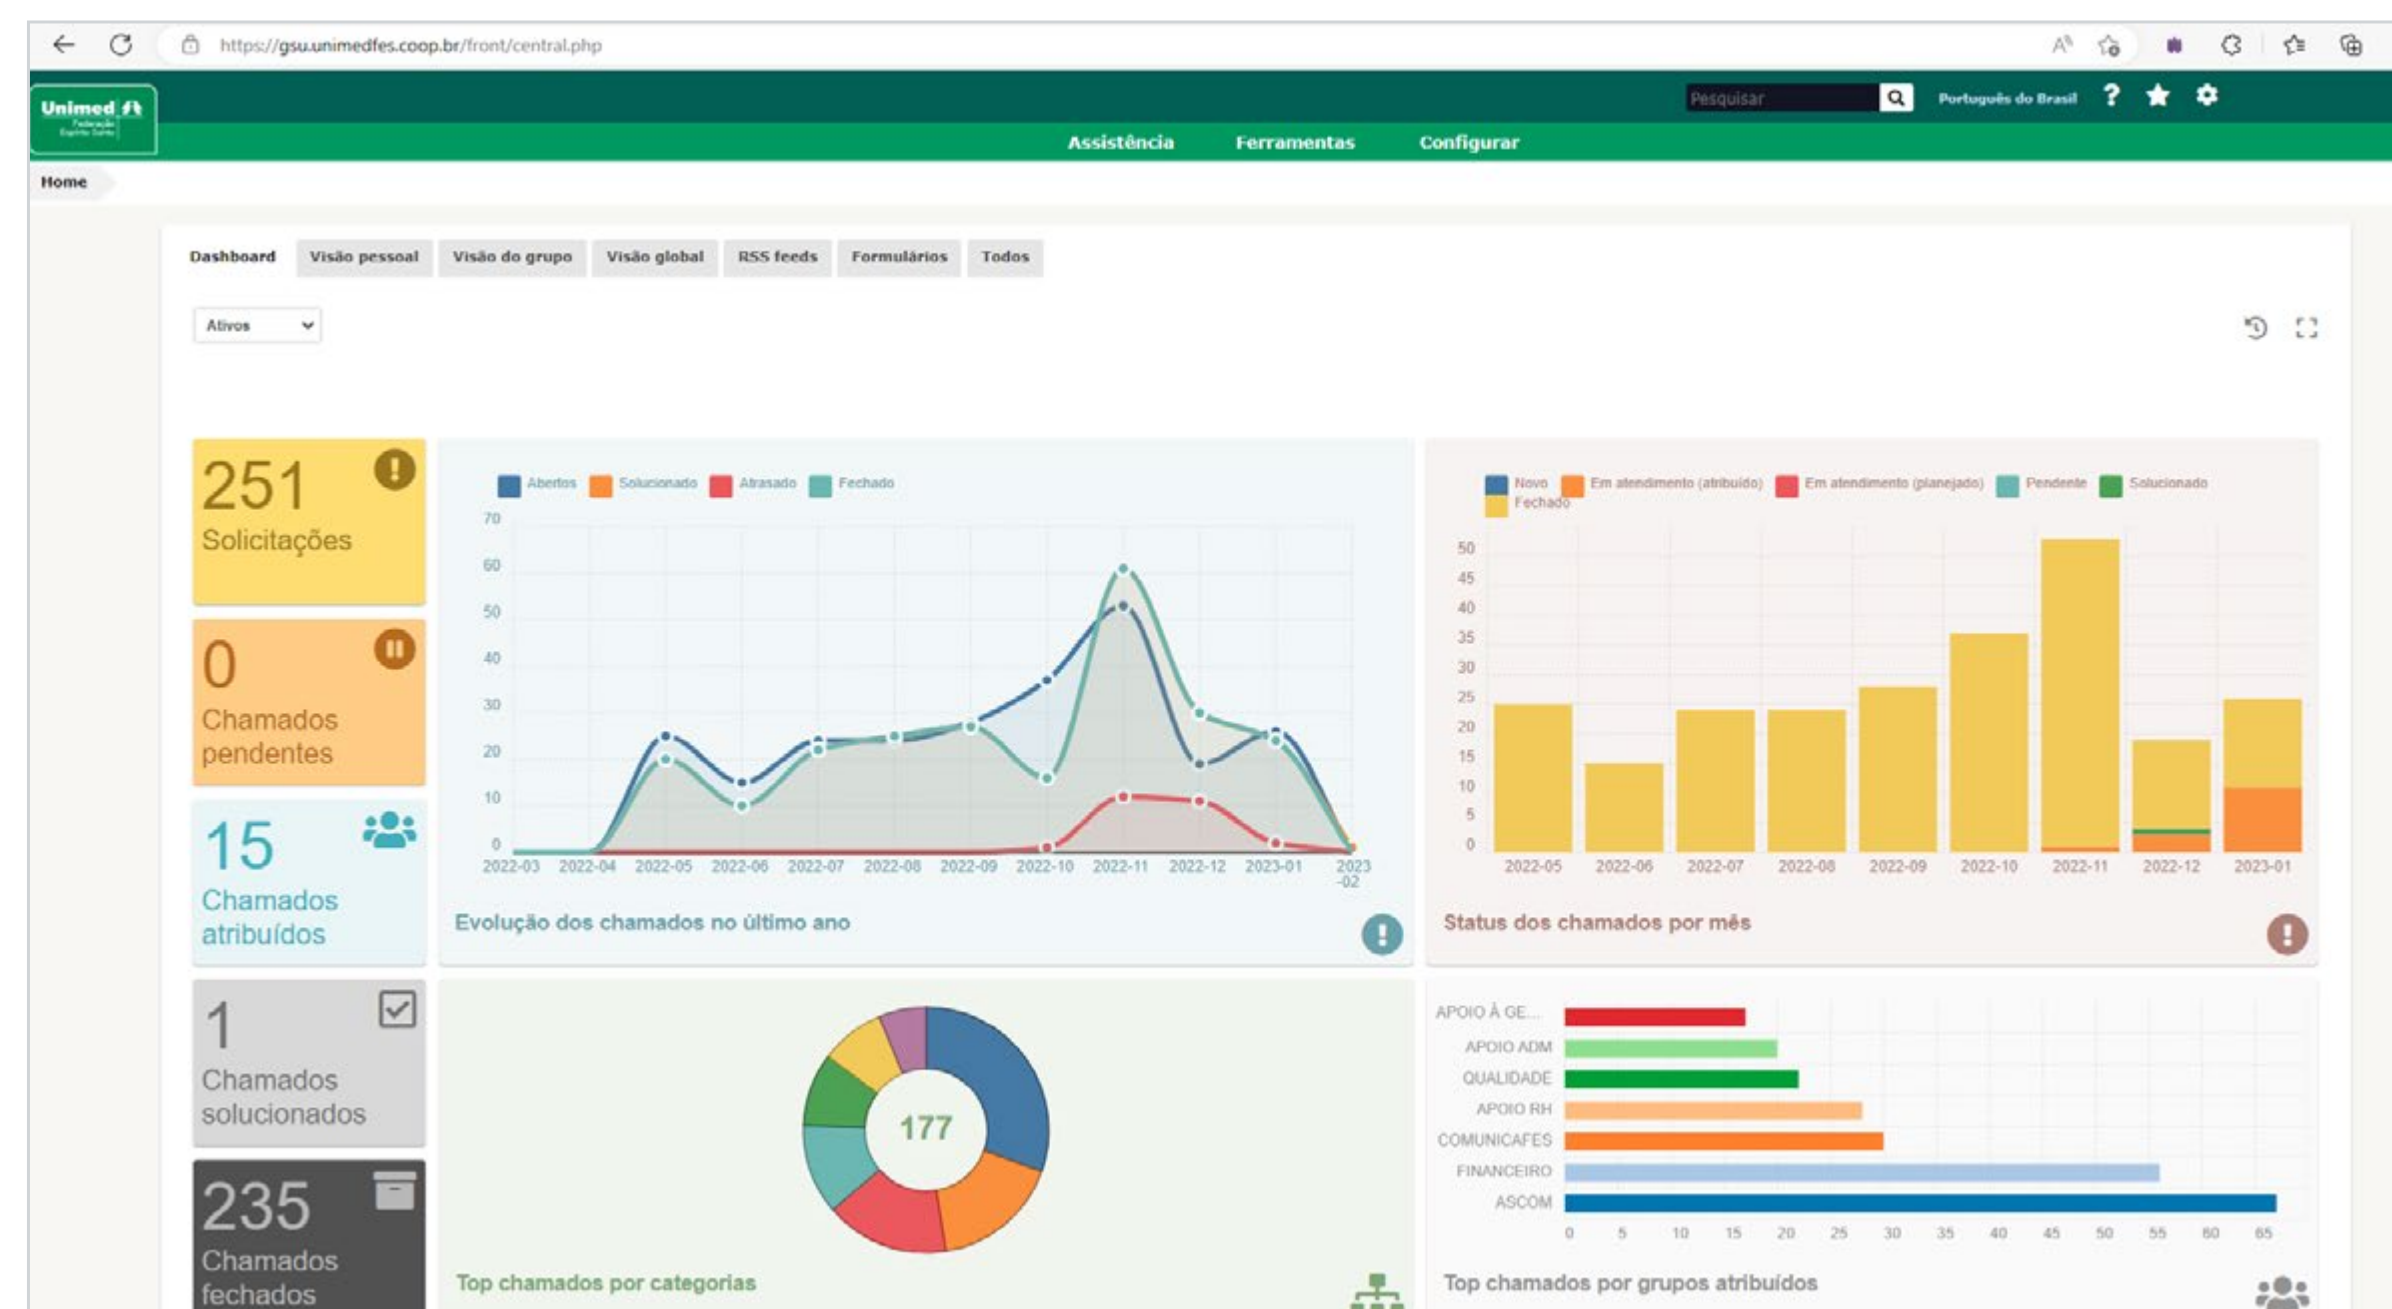 https://gsu.unimedfes.coop.br/front/central.php
Unimed
Federação
Espírito Santo
Pesquisar
Português do Brasil
?
Assistência Ferramentas Configurar
Home
Dashboard Visão pessoal Visão do grupo Visão global RSS feeds Formulários Todos
Ativos
251
Solicitações
0
Chamados
pendentes
15
Chamados
atribuídos
1
Chamados
solucionados
235
Chamados
fechados
Abertos Solucionado Atrasado Fechado
70
60
50
40
30
20
10
0
2022-03 2022-04 2022-05 2022-06 2022-07 2022-08 2022-09 2022-10 2022-11 2022-12 2023-01 2023
-02
Evolução dos chamados no último ano
Novo Em atendimento (atribuído) Em atendimento (planejado) Pendente Solucionado
Fechado
50
45
40
35
30
25
20
15
10
5
0
2022-05 2022-06 2022-07 2022-08 2022-09 2022-10 2022-11 2022-12 2023-01
Status dos chamados por mês
177
Top chamados por categorias
APOIO À GE...
APOIO ADM
QUALIDADE
APOIO RH
COMUNICAFES
FINANCEIRO
ASCOM
0 5 10 15 20 25 30 35 40 45 50 55 60 65
Top chamados por grupos atribuídos